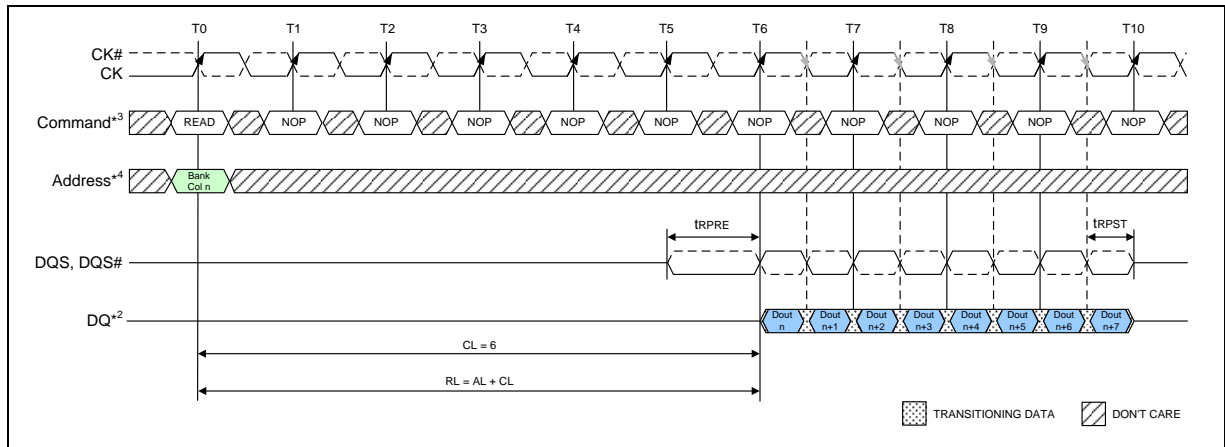 T0 T1 T2 T3 T4 T5 T6 T7 T8 T9 T10
CK#
CK
Command*3 READ NOP NOP NOP NOP NOP NOP NOP NOP NOP NOP
Address*4 Bank Col n
tRPRE tRPST
DQS, DQS#
DQ*2 Dout n Dout n+1 Dout n+2 Dout n+3 Dout n+4 Dout n+5 Dout n+6 Dout n+7
CL = 6
RL = AL + CL
TRANSITIONING DATA DON'T CARE